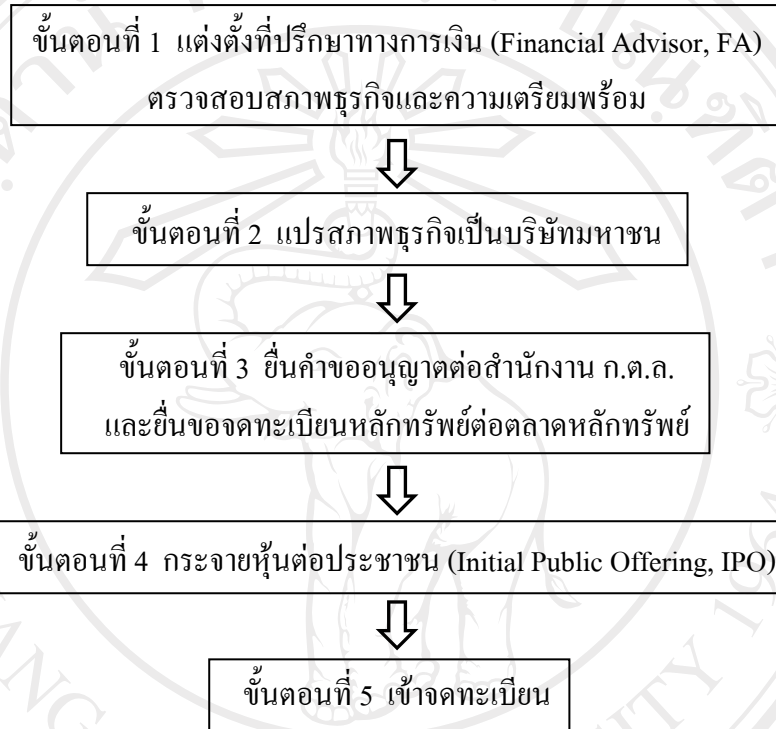 ขั้นตอนที่ 1 แต่งตั้งที่ปรึกษาทางการเงิน (Financial Advisor, FA)
ตรวจสอบสภาพธุรกิจและความเตรียมพร้อม
ขั้นตอนที่ 2 แปรสภาพธุรกิจเป็นบริษัทมหาชน
ขั้นตอนที่ 3 ยื่นคำขออนุญาตต่อสำนักงาน ก.ต.ล.
และยื่นขอจดทะเบียนหลักทรัพย์ต่อตลาดหลักทรัพย์
ขั้นตอนที่ 4 กระจายหุ้นต่อประชาชน (Initial Public Offering, IPO)
ขั้นตอนที่ 5 เข้าจดทะเบียน